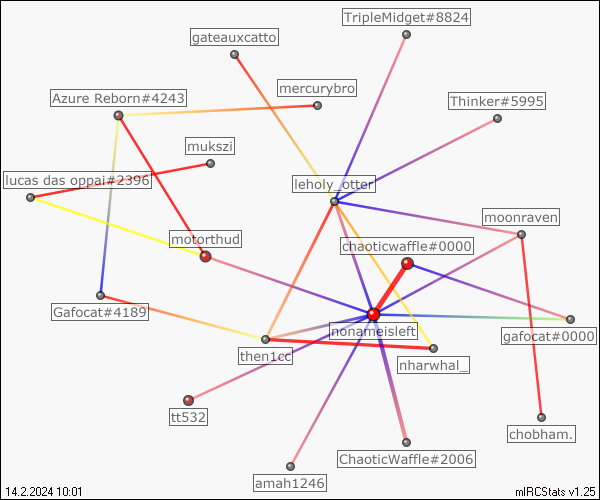 TripleMidget#8824
gateauxcatto
mercurybro
Azure Reborn#4243
Thinker#5995
mukszi
lucas das oppai#2396
leholy_otter
moonraven
motorthud
chaoticwaffle#0000
Gafocat#4189
nonameisleft
gafocat#0000
then1cc
nharwhal_
tt532
chobham.
ChaoticWaffle#2006
amah1246
14.2.2024 10:01
mIRCStats v1.25